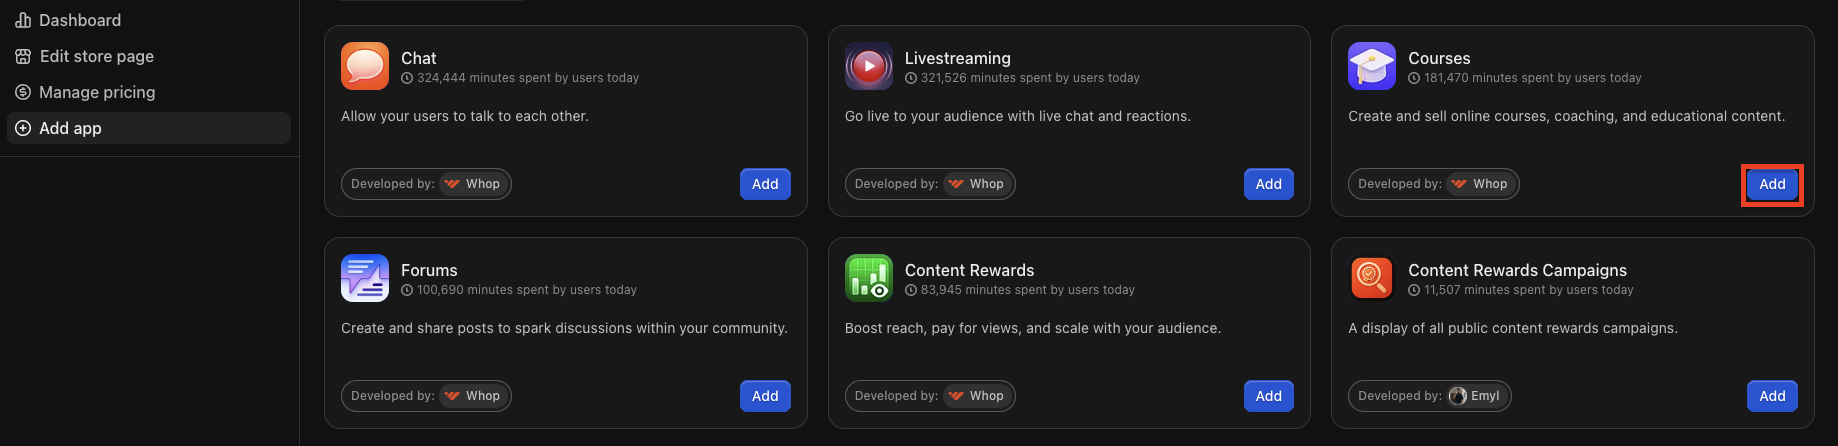 Dashboard
Edit store page
Manage pricing
Add app
Chat
324,444 minutes spent by users today
Allow your users to talk to each other.
Developed by: Whop
Add
Livestreaming
321,526 minutes spent by users today
Go live to your audience with live chat and reactions.
Developed by: Whop
Add
Courses
181,470 minutes spent by users today
Create and sell online courses, coaching, and educational content.
Developed by: Whop
Add
Forums
100,690 minutes spent by users today
Create and share posts to spark discussions within your community.
Developed by: Whop
Add
Content Rewards
83,945 minutes spent by users today
Boost reach, pay for views, and scale with your audience.
Developed by: Whop
Add
Content Rewards Campaigns
11,507 minutes spent by users today
A display of all public content rewards campaigns.
Developed by: Emyl
Add